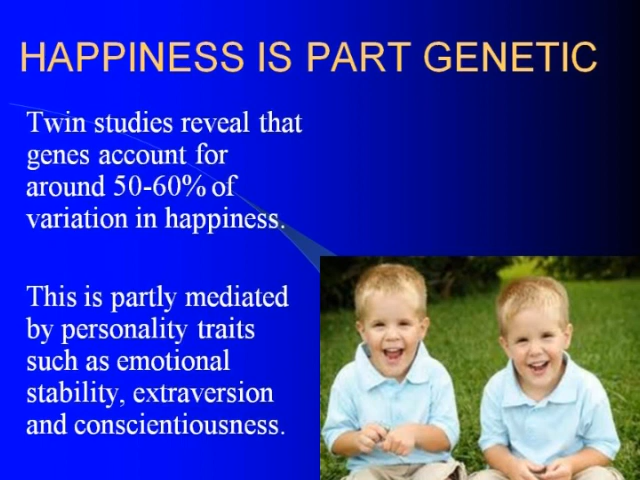 HAPPINESS IS PART GENETIC
Twin studies reveal that
genes account for
around 50-60% of
variation in happiness.
This is partly mediated
by personality traits
such as emotional
stability, extraversion
and conscientiousness.